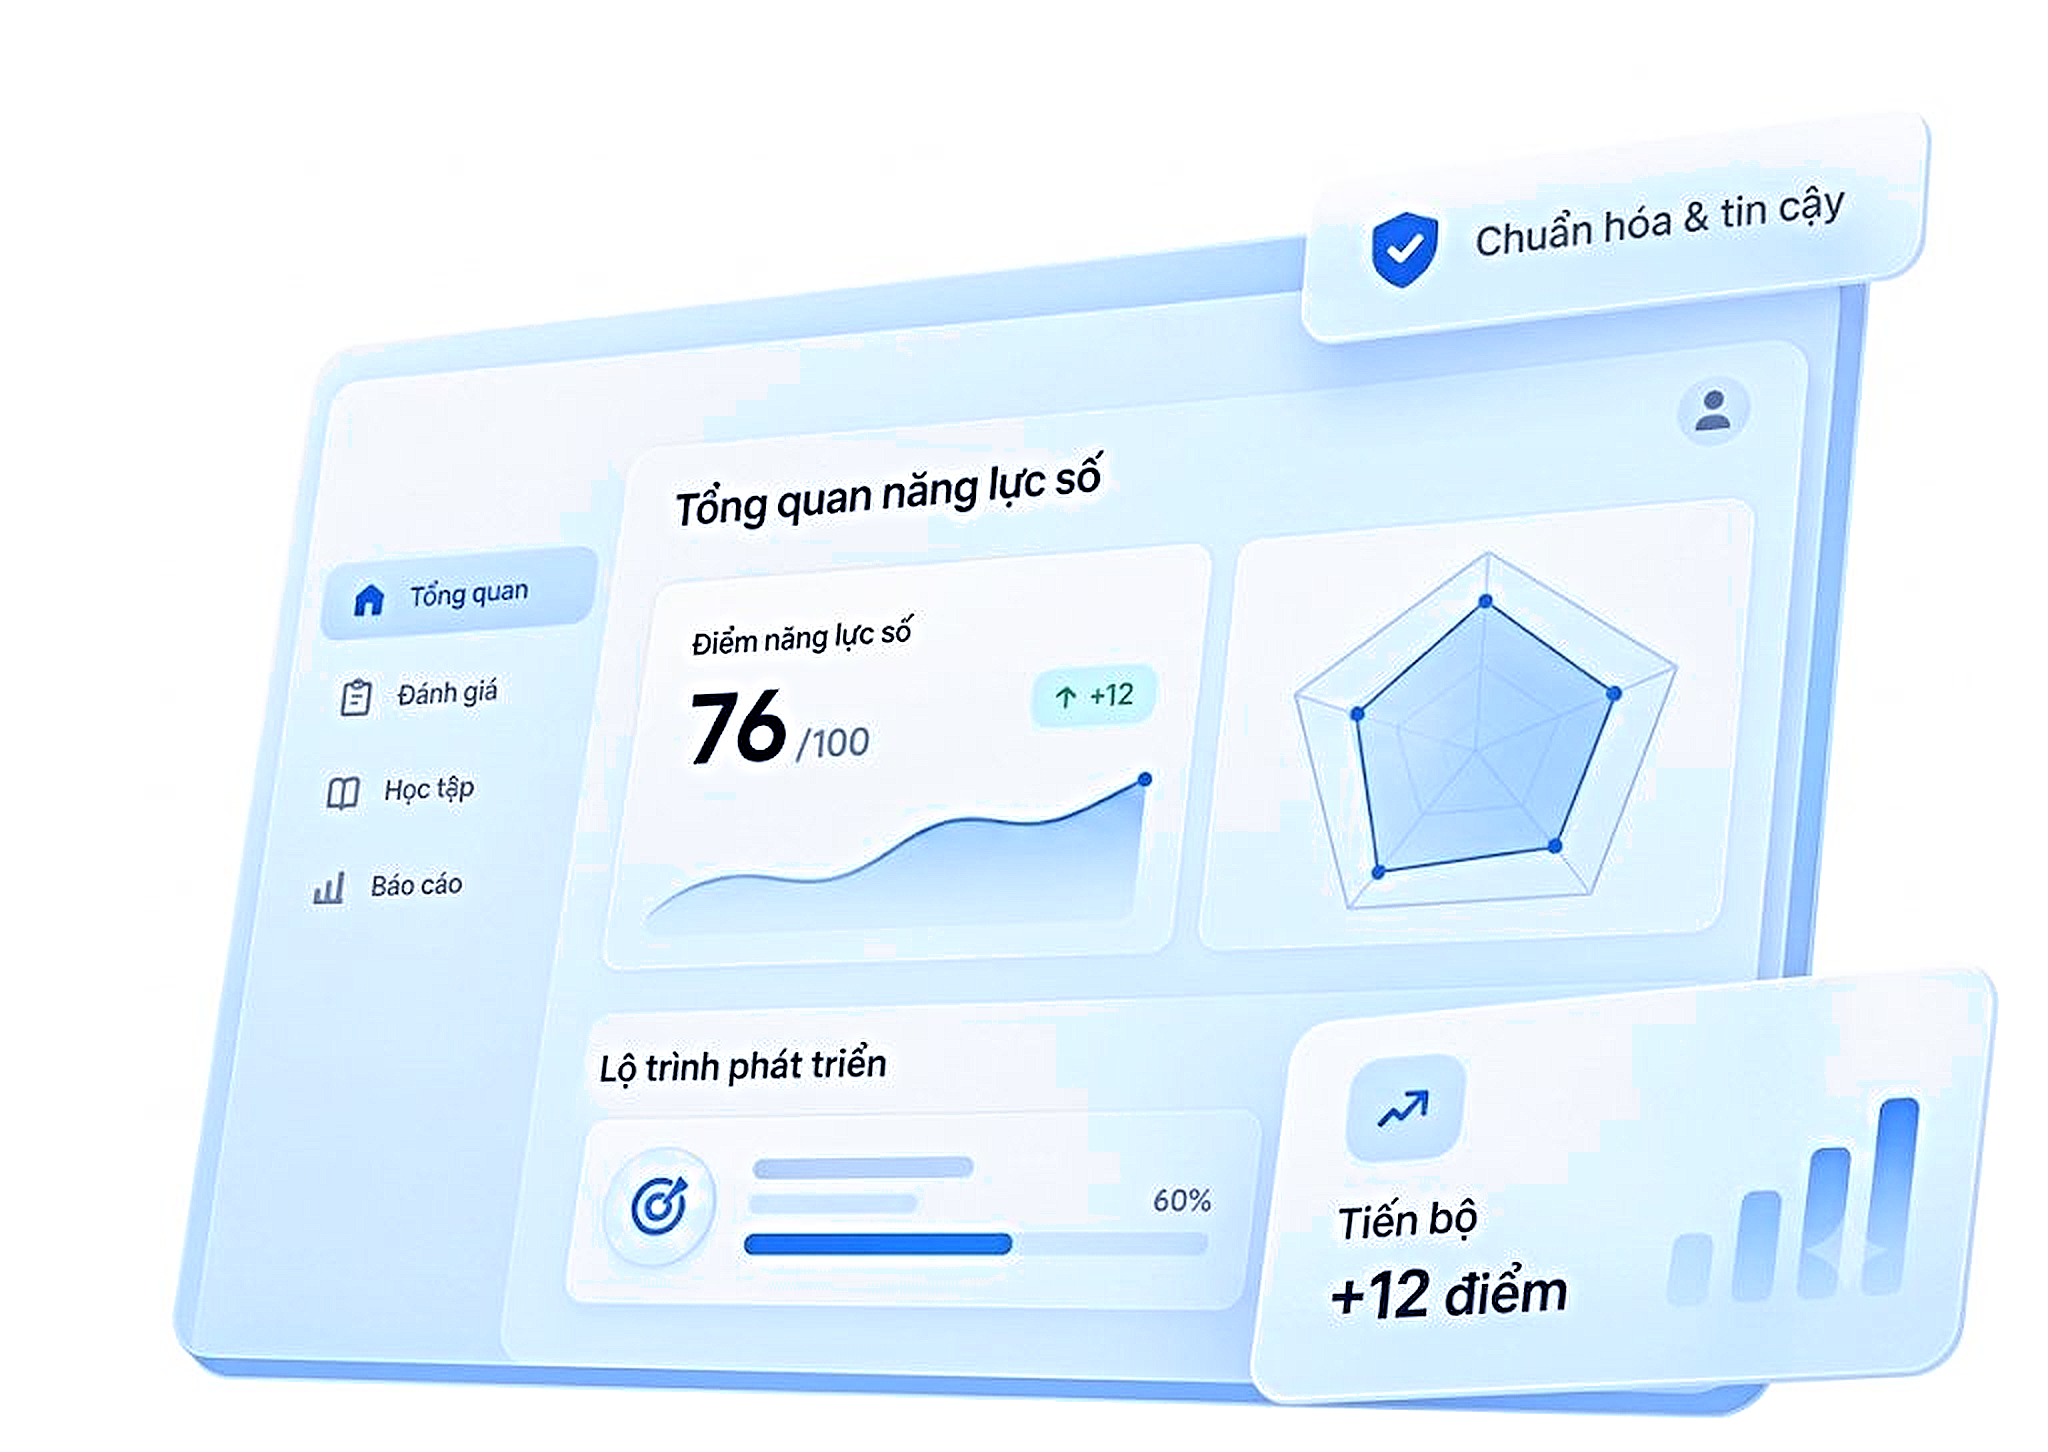 Chuẩn hóa & tin cậy
Tổng quan năng lực số
Tổng quan
Đánh giá
Học tập
Báo cáo
Điểm năng lực số
76 /100
+12
Lộ trình phát triển
60%
Tiến bộ
+12 điểm